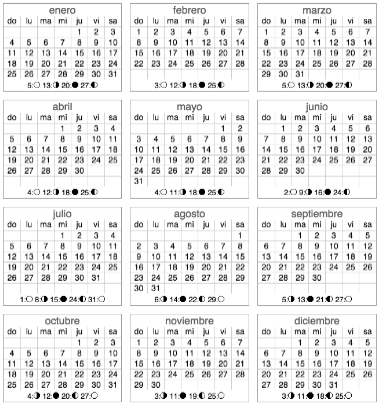 enero
do lu ma mi ju vi sa
1 2 3
4 5 6 7 8 9 10
11 12 13 14 15 16 17
18 19 20 21 22 23 24
25 26 27 28 29 30 31
5:○ 13:◑ 20:● 27:◐
febrero
do lu ma mi ju vi sa
1 2 3 4 5 6 7
8 9 10 11 12 13 14
15 16 17 18 19 20 21
22 23 24 25 26 27 28
3:○ 12:◑ 18:● 25:◐
marzo
do lu ma mi ju vi sa
1 2 3 4 5 6 7
8 9 10 11 12 13 14
15 16 17 18 19 20 21
22 23 24 25 26 27 28
29 30 31
5:○ 13:◑ 20:● 27:◐
abril
do lu ma mi ju vi sa
1 2 3 4
5 6 7 8 9 10 11
12 13 14 15 16 17 18
19 20 21 22 23 24 25
26 27 28 29 30
4:○ 12:◑ 18:● 25:◐
mayo
do lu ma mi ju vi sa
1 2
3 4 5 6 7 8 9
10 11 12 13 14 15 16
17 18 19 20 21 22 23
24 25 26 27 28 29 30
31
4:○ 11:◑ 18:● 25:◐
junio
do lu ma mi ju vi sa
1 2 3 4 5 6
7 8 9 10 11 12 13
14 15 16 17 18 19 20
21 22 23 24 25 26 27
28 29 30
2:○ 9:◑ 16:● 24:◐
julio
do lu ma mi ju vi sa
1 2 3 4
5 6 7 8 9 10 11
12 13 14 15 16 17 18
19 20 21 22 23 24 25
26 27 28 29 30 31
1:○ 8:◑ 15:● 24:◐ 31:○
agosto
do lu ma mi ju vi sa
1
2 3 4 5 6 7 8
9 10 11 12 13 14 15
16 17 18 19 20 21 22
23 24 25 26 27 28 29
30 31
6:◑ 14:● 22:◐ 29:○
septiembre
do lu ma mi ju vi sa
1 2 3 4 5
6 7 8 9 10 11 12
13 14 15 16 17 18 19
20 21 22 23 24 25 26
27 28 29 30
5:◑ 13:● 21:◐ 27:○
octubre
do lu ma mi ju vi sa
1 2 3
4 5 6 7 8 9 10
11 12 13 14 15 16 17
18 19 20 21 22 23 24
25 26 27 28 29 30 31
4:◑ 12:● 20:◐ 27:○
noviembre
do lu ma mi ju vi sa
1 2 3 4 5 6 7
8 9 10 11 12 13 14
15 16 17 18 19 20 21
22 23 24 25 26 27 28
29 30
3:◑ 11:● 19:◐ 25:○
diciembre
do lu ma mi ju vi sa
1 2 3 4 5
6 7 8 9 10 11 12
13 14 15 16 17 18 19
20 21 22 23 24 25 26
27 28 29 30 31
3:◑ 11:● 18:◐ 25:○